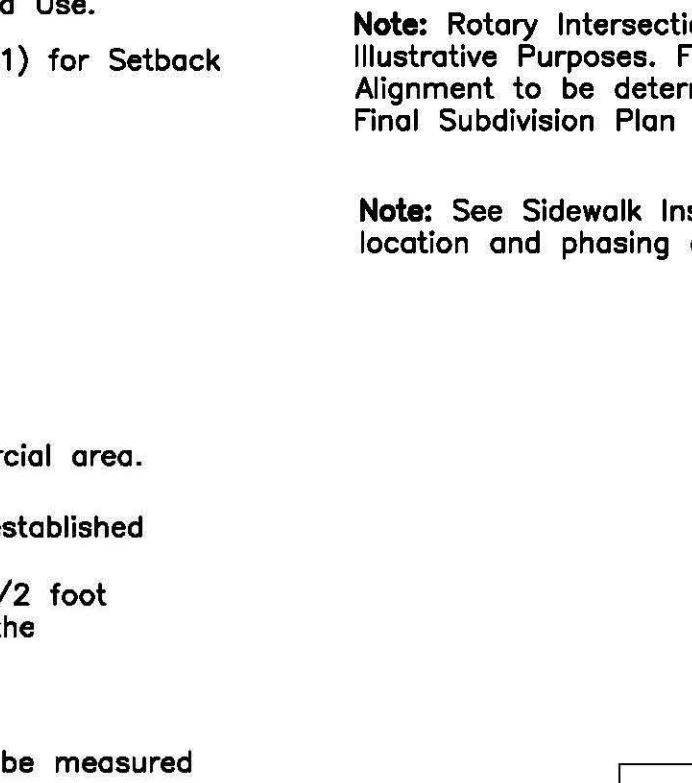 Use.
1) for Setback
rcial area.
established
/2 foot
the
be measured
Note: Rotary Intersectio
Illustrative Purposes. F
Alignment to be deter
Final Subdivision Plan
Note: See Sidewalk Ins
location and phasing